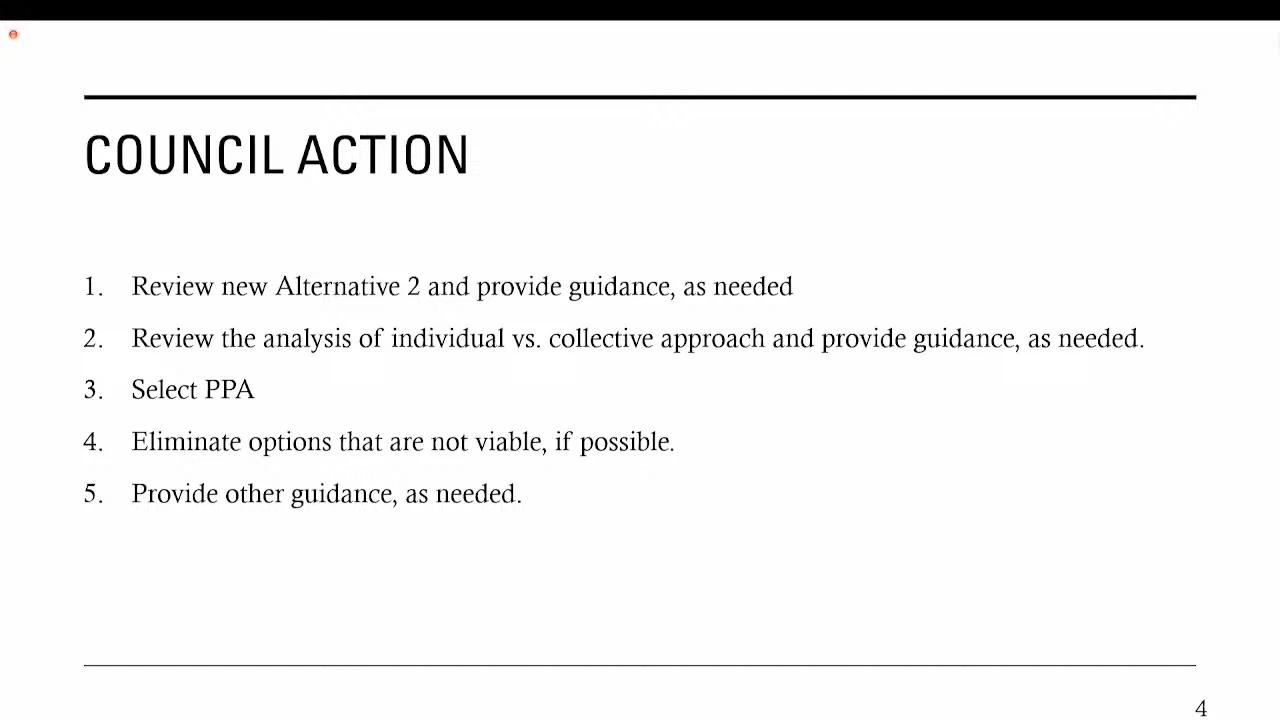 COUNCIL ACTION
1. Review new Alternative 2 and provide guidance, as needed
2. Review the analysis of individual vs. collective approach and provide guidance, as needed.
3. Select PPA
4. Eliminate options that are not viable, if possible.
5. Provide other guidance, as needed.
4